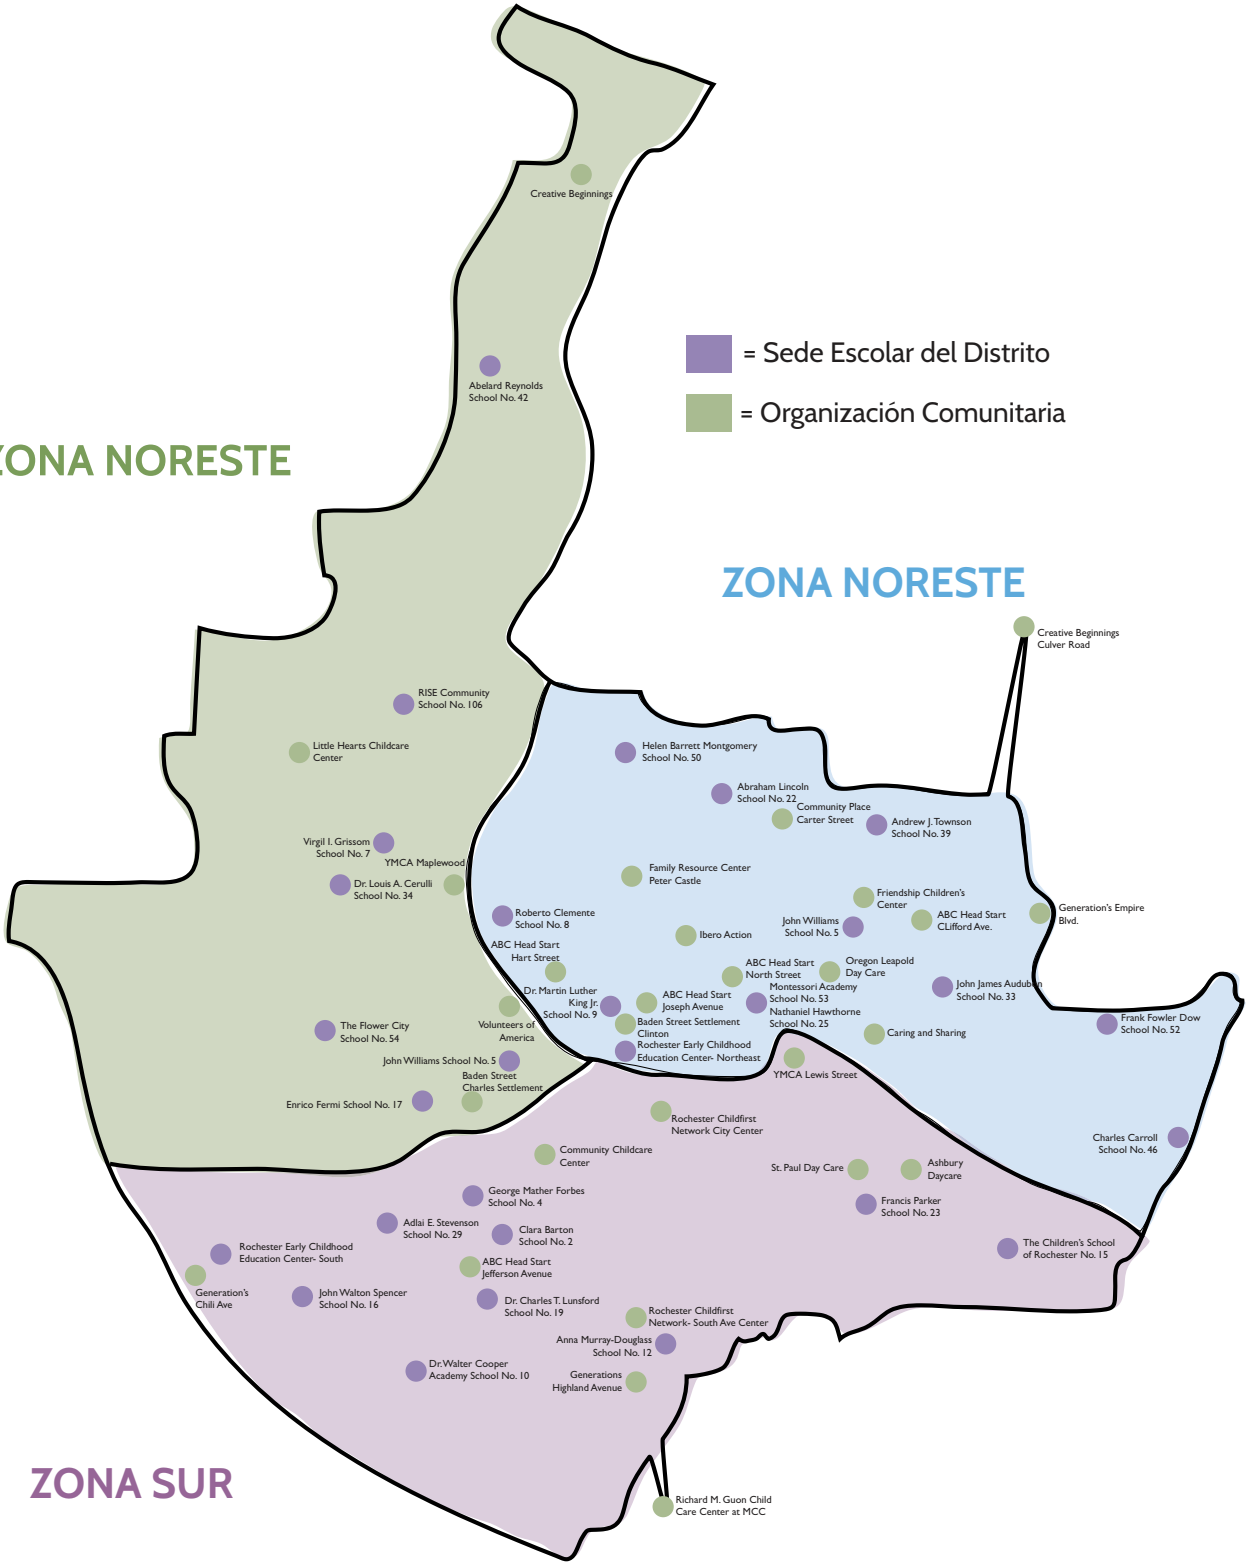 Creative Beginnings
= Sede Escolar del Distrito
Abelard Reynolds
School No. 42
= Organización Comunitaria
ZONA NORESTE
ZONA NORESTE
Creative Beginnings
Culver Road
RISE Community
School No. 106
Little Hearts Childcare
Center
Helen Barrett Montgomery
School No. 50
Abraham Lincoln
School No. 22
Community Place
Carter Street
Andrew J. Townson
School No. 39
Virgil I. Grissom
School No. 7
YMCA Maplewood
Dr. Louis A. Cerulli
School No. 34
Family Resource Center
Peter Castle
Friendship Children's
Center
Generation's Empire
Blvd.
ABC Head Start
CLifford Ave.
Roberto Clemente
School No. 8
John Williams
School No. 5
Ibero Action
ABC Head Start
Hart Street
ABC Head Start
North Street
Oregon Leapold
Day Care
Dr. Martin Luther
King Jr.
School No. 9
ABC Head Start
Joseph Avenue
Montessori Academy
School No. 53
Nathaniel Hawthorne
School No. 25
John James Audubon
School No. 33
Volunteers of
America
Baden Street Settlement
Clinton
Frank Fowler Dow
School No. 52
The Flower City
School No. 54
Caring and Sharing
Rochester Early Childhood
Education Center- Northeast
John Williams School No. 5
YMCA Lewis Street
Baden Street
Charles Settlement
Enrico Fermi School No. 17
Rochester Childfirst
Network City Center
Charles Carroll
School No. 46
Community Childcare
Center
St. Paul Day Care
Ashbury
Daycare
George Mather Forbes
School No. 4
Francis Parker
School No. 23
Adlai E. Stevenson
School No. 29
Clara Barton
School No. 2
The Children's School
of Rochester No. 15
Rochester Early Childhood
Education Center- South
ABC Head Start
Jefferson Avenue
Generation's
Chili Ave
John Walton Spencer
School No. 16
Dr. Charles T. Lunsford
School No. 19
Rochester Childfirst
Network- South Ave Center
Anna Murray-Douglass
School No. 12
Dr. Walter Cooper
Academy School No. 10
Generations
Highland Avenue
ZONA SUR
Richard M. Guon Child
Care Center at MCC